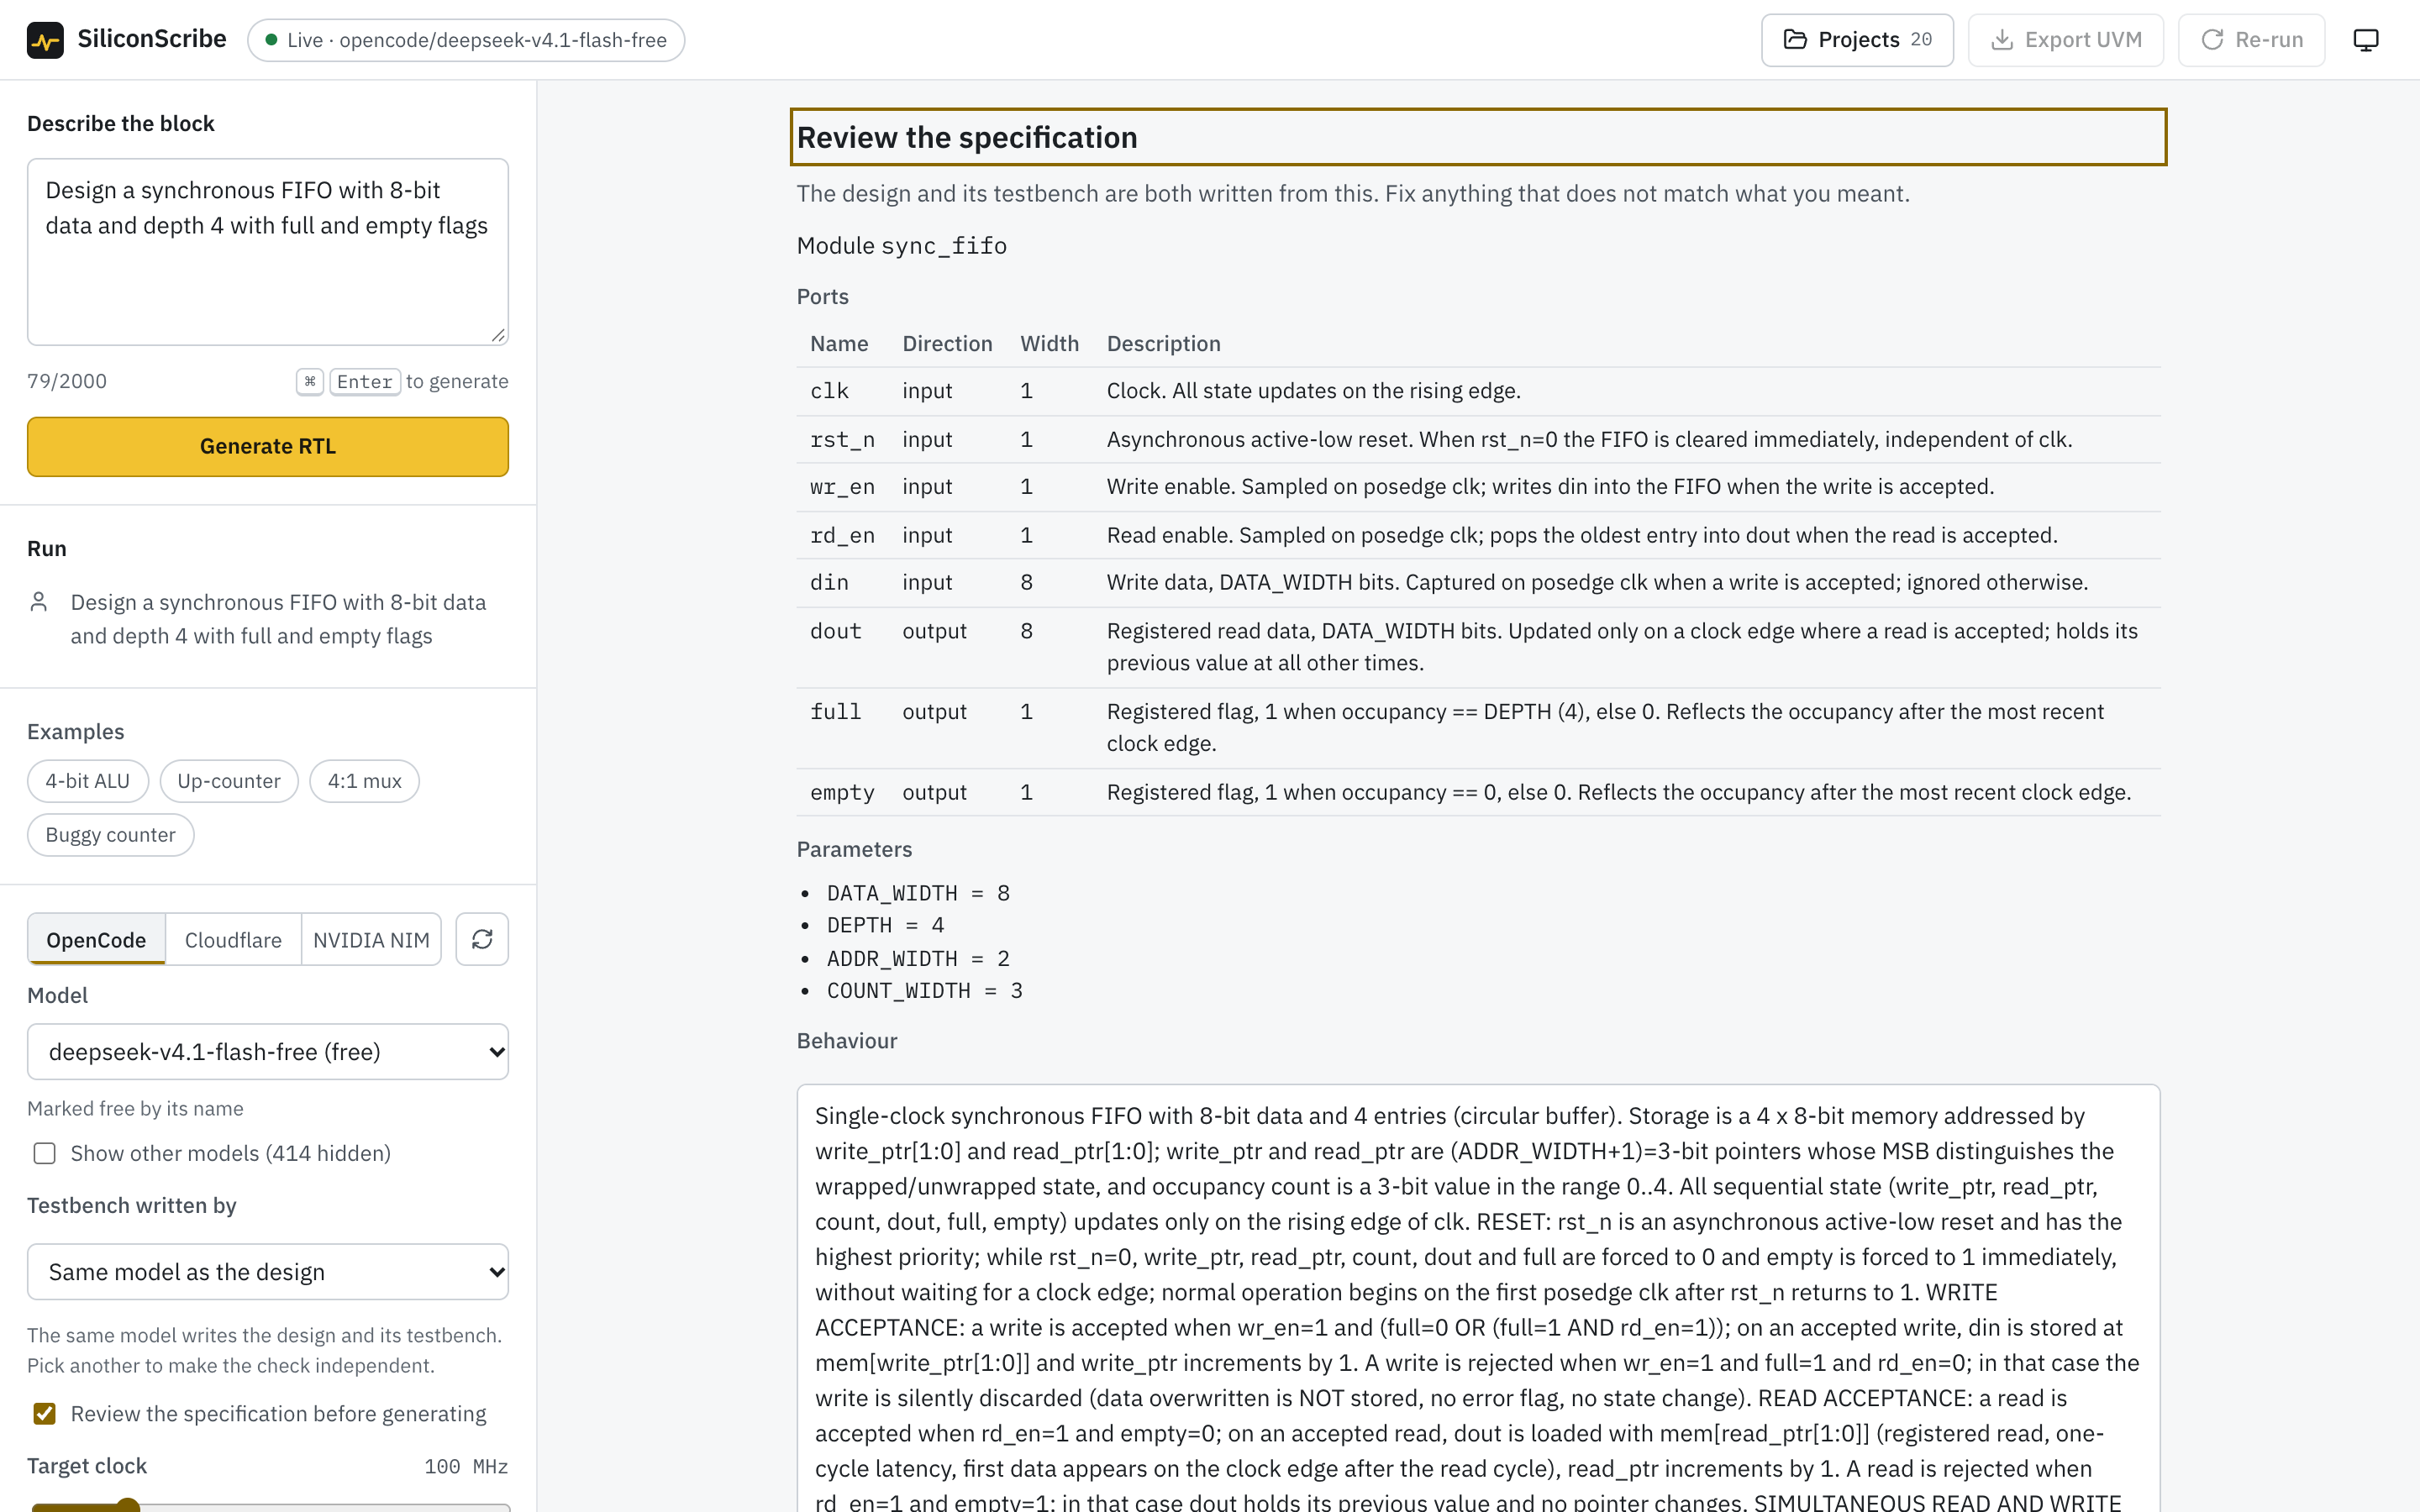 SiliconScribe
Live · opencode/deepseek-v4.1-flash-free
Projects 20
Export UVM
Re-run
Describe the block
Design a synchronous FIFO with 8-bit
data and depth 4 with full and empty flags
79/2000
⌘ Enter to generate
Generate RTL
Run
Design a synchronous FIFO with 8-bit data
and depth 4 with full and empty flags
Examples
4-bit ALU
Up-counter
4:1 mux
Buggy counter
OpenCode
Cloudflare
NVIDIA NIM
Model
deepseek-v4.1-flash-free (free)
Marked free by its name
Show other models (414 hidden)
Testbench written by
Same model as the design
The same model writes the design and its testbench.
Pick another to make the check independent.
Review the specification before generating
Target clock 100 MHz
Review the specification
The design and its testbench are both written from this. Fix anything that does not match what you meant.
Module sync_fifo
Ports
Name Direction Width Description
clk input 1 Clock. All state updates on the rising edge.
rst_n input 1 Asynchronous active-low reset. When rst_n=0 the FIFO is cleared immediately, independent of clk.
wr_en input 1 Write enable. Sampled on posedge clk; writes din into the FIFO when the write is accepted.
rd_en input 1 Read enable. Sampled on posedge clk; pops the oldest entry into dout when the read is accepted.
din input 8 Write data, DATA_WIDTH bits. Captured on posedge clk when a write is accepted; ignored otherwise.
dout output 8 Registered read data, DATA_WIDTH bits. Updated only on a clock edge where a read is accepted; holds its
previous value at all other times.
full output 1 Registered flag, 1 when occupancy == DEPTH (4), else 0. Reflects the occupancy after the most recent
clock edge.
empty output 1 Registered flag, 1 when occupancy == 0, else 0. Reflects the occupancy after the most recent clock edge.
Parameters
• DATA_WIDTH = 8
• DEPTH = 4
• ADDR_WIDTH = 2
• COUNT_WIDTH = 3
Behaviour
Single-clock synchronous FIFO with 8-bit data and 4 entries (circular buffer). Storage is a 4 x 8-bit memory addressed by
write_ptr[1:0] and read_ptr[1:0]; write_ptr and read_ptr are (ADDR_WIDTH+1)=3-bit pointers whose MSB distinguishes the
wrapped/unwrapped state, and occupancy count is a 3-bit value in the range 0..4. All sequential state (write_ptr, read_ptr,
count, dout, full, empty) updates only on the rising edge of clk. RESET: rst_n is an asynchronous active-low reset and has the
highest priority; while rst_n=0, write_ptr, read_ptr, count, dout and full are forced to 0 and empty is forced to 1 immediately,
without waiting for a clock edge; normal operation begins on the first posedge clk after rst_n returns to 1. WRITE
ACCEPTANCE: a write is accepted when wr_en=1 and (full=0 OR (full=1 AND rd_en=1)); on an accepted write, din is stored at
mem[write_ptr[1:0]] and write_ptr increments by 1. A write is rejected when wr_en=1 and full=1 and rd_en=0; in that case the
write is silently discarded (data overwritten is NOT stored, no error flag, no state change). READ ACCEPTANCE: a read is
accepted when rd_en=1 and empty=0; on an accepted read, dout is loaded with mem[read_ptr[1:0]] (registered read, one-
cycle latency, first data appears on the clock edge after the read cycle), read_ptr increments by 1. A read is rejected when
rd_en=1 and empty=1; in that case dout holds its previous value and no pointer changes. SIMULTANEOUS READ AND WRITE